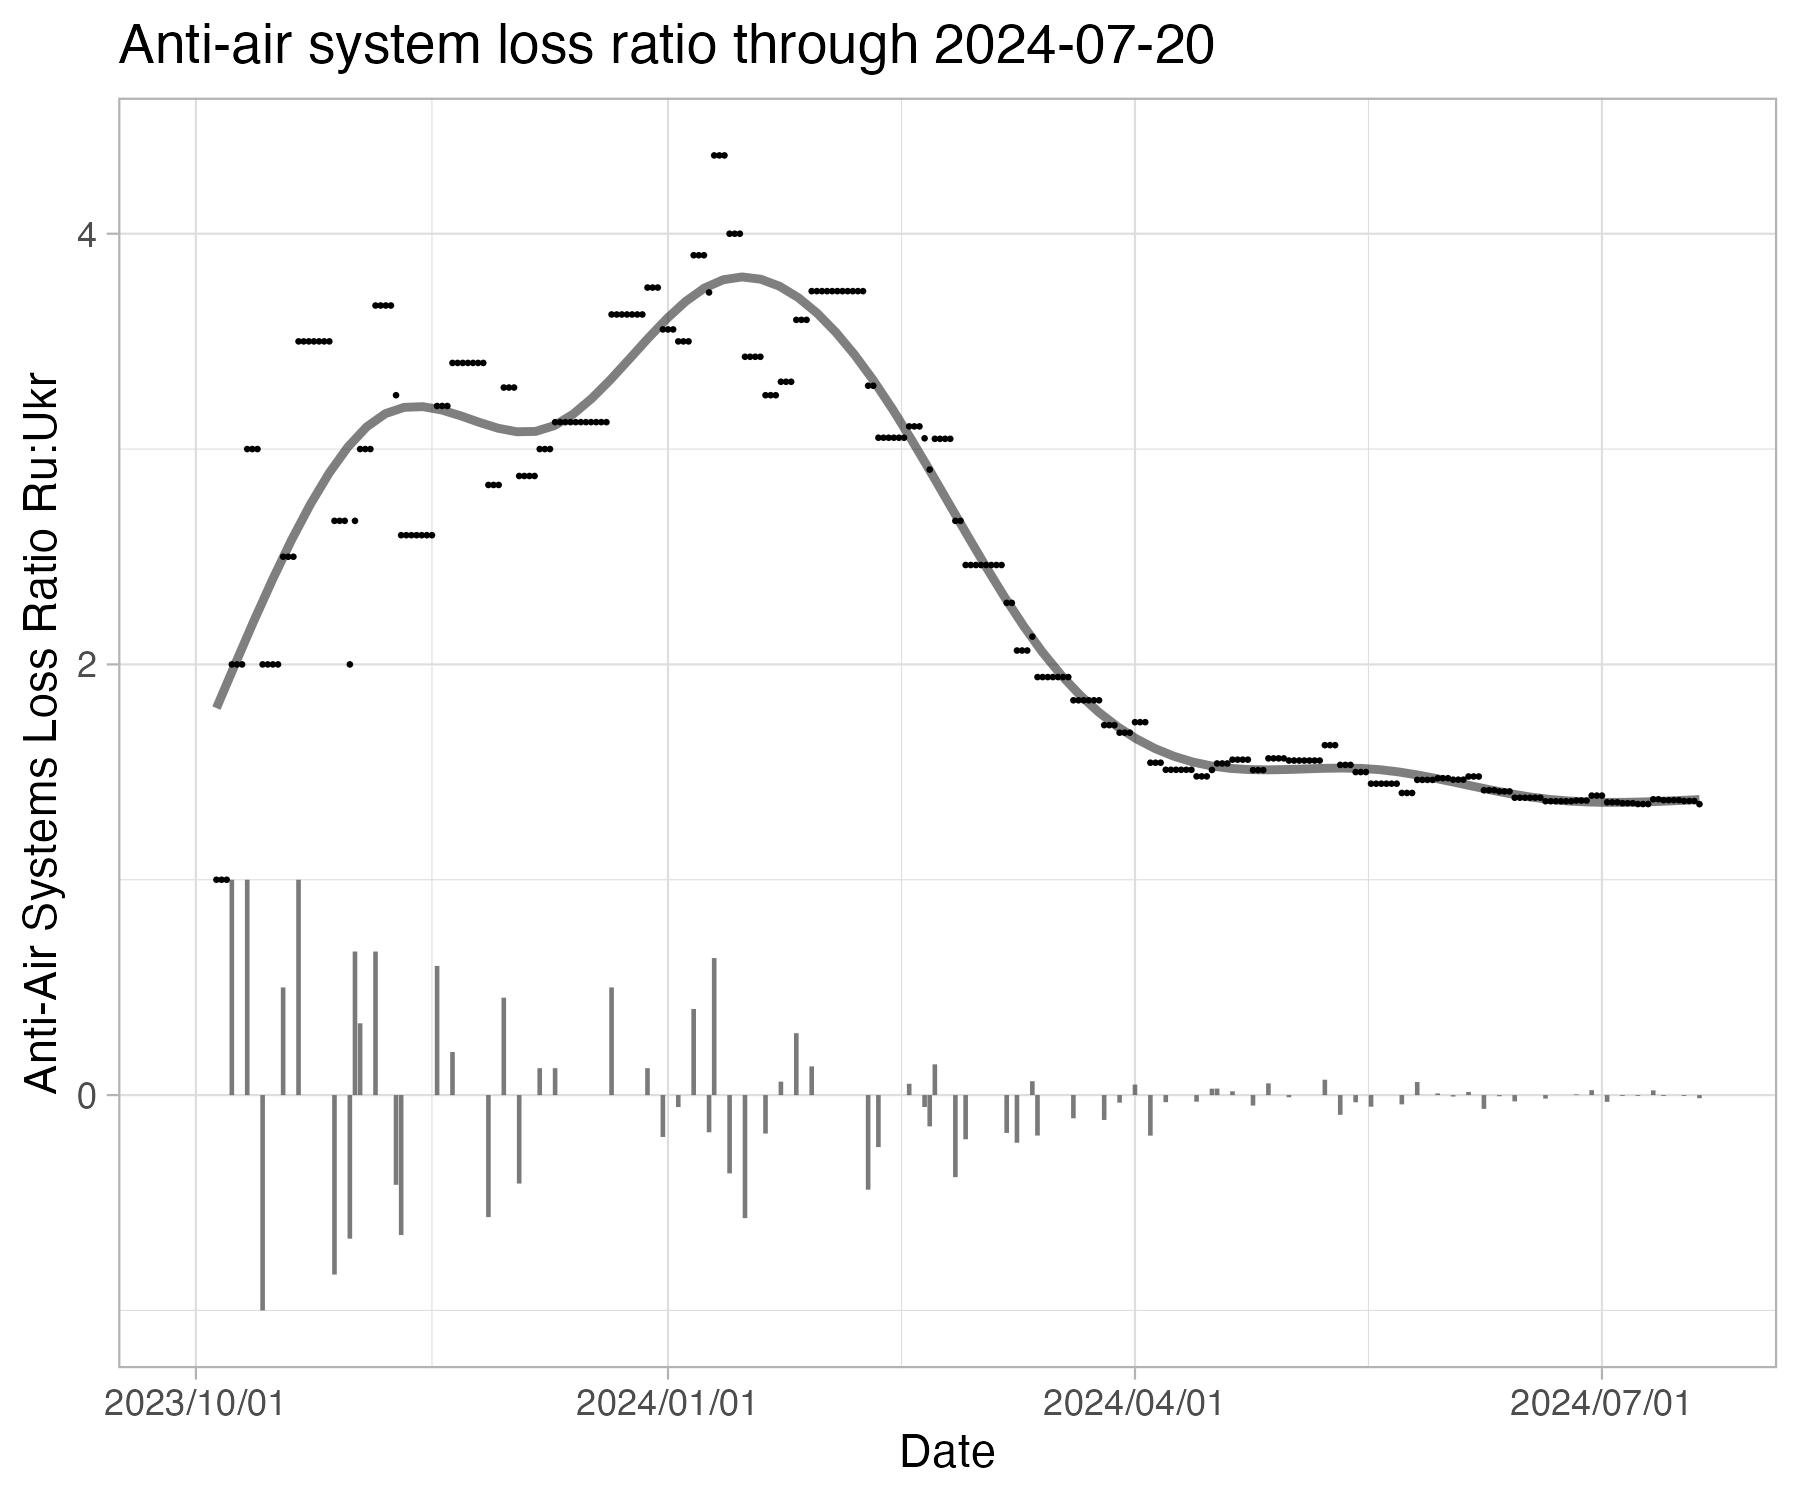 Anti-air system loss ratio through 2024-07-20
Anti-Air Systems Loss Ratio Ru:Ukr
4
2
0
2023/10/01 2024/01/01 2024/04/01 2024/07/01
Date